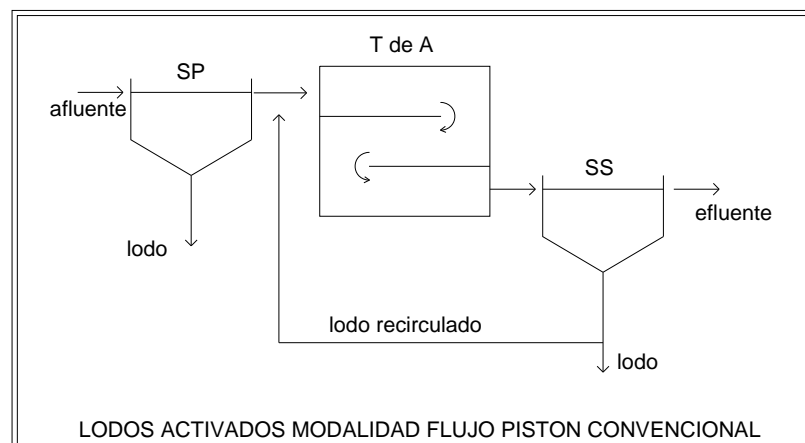 T de A
SP
afluente
SS
efluente
lodo
lodo recirculado
lodo
LODOS ACTIVADOS MODALIDAD FLUJO PISTON CONVENCIONAL